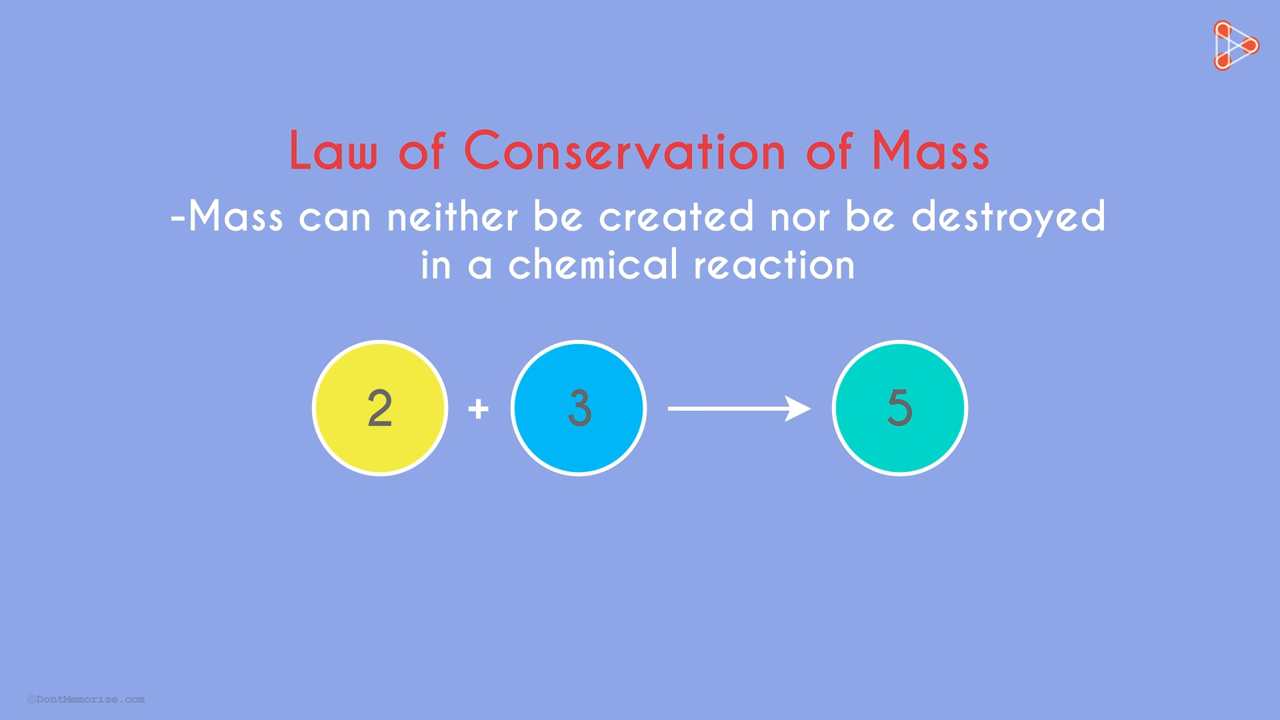 Law of Conservation of Mass
-Mass can neither be created nor be destroyed
in a chemical reaction
2 + 3 → 5
©DontMemorise.com